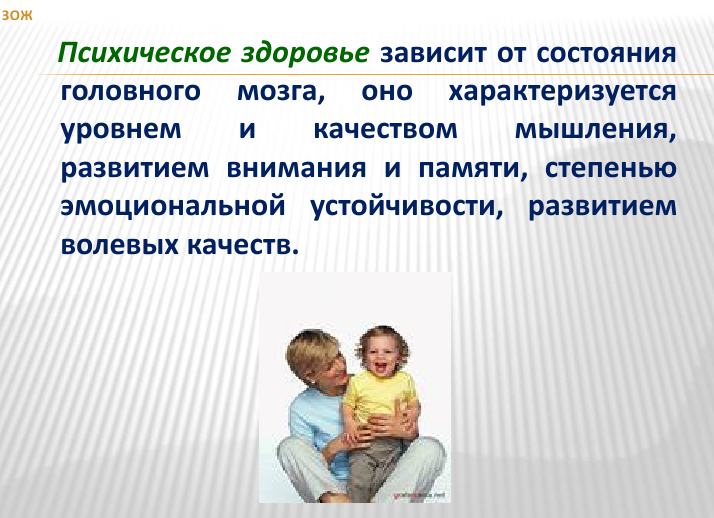 ЗОЖ
Психическое здоровье зависит от состояния
головного мозга, оно характеризуется
уровнем и качеством мышления,
развитием внимания и памяти, степенью
эмоциональной устойчивости, развитием
волевых качеств.